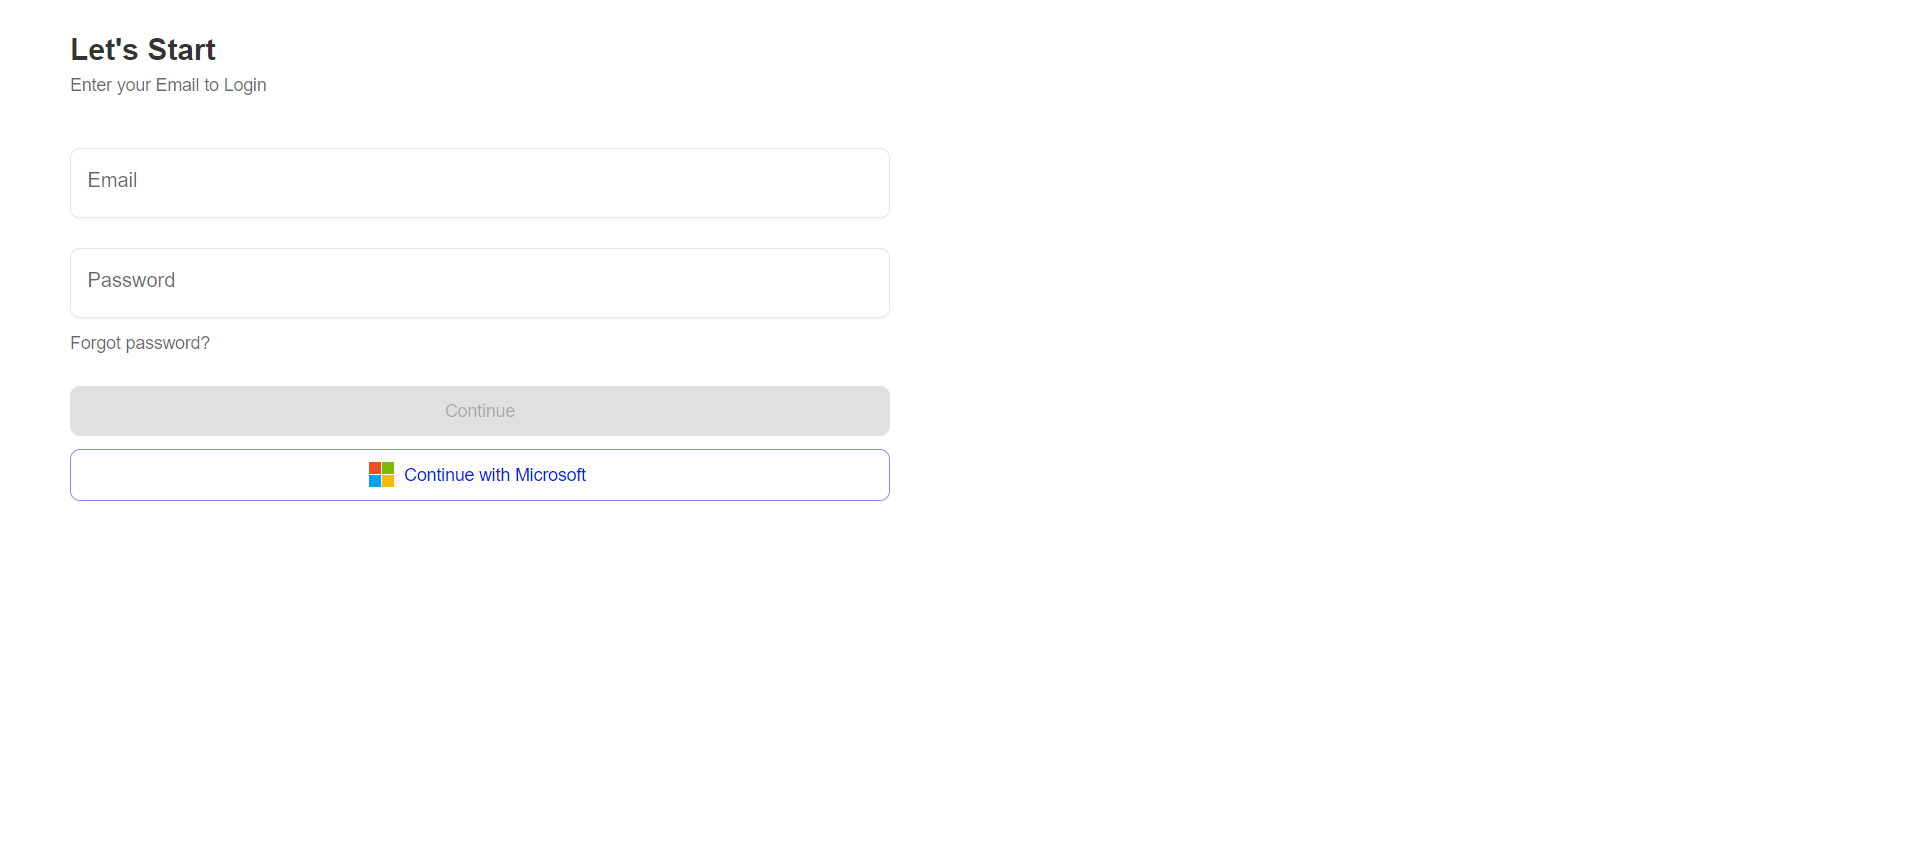 Let's Start
Enter your Email to Login
Email
Password
Forgot password?
Continue
Continue with Microsoft